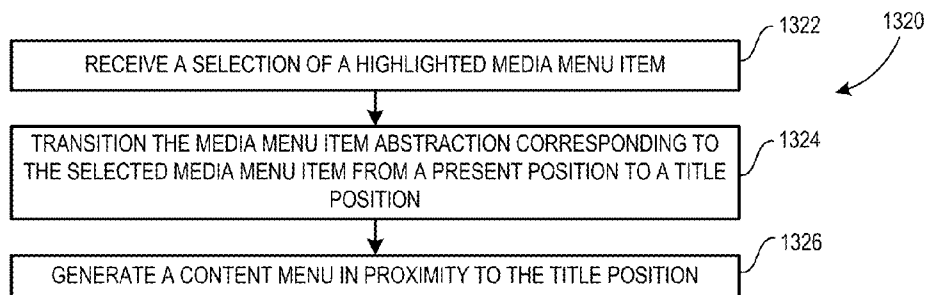 1322
1320
RECEIVE A SELECTION OF A HIGHLIGHTED MEDIA MENU ITEM
TRANSITION THE MEDIA MENU ITEM ABSTRACTION CORRESPONDING TO
THE SELECTED MEDIA MENU ITEM FROM A PRESENT POSITION TO A TITLE
POSITION
1324
1326
GENERATE A CONTENT MENU IN PROXIMITY TO THE TITLE POSITION